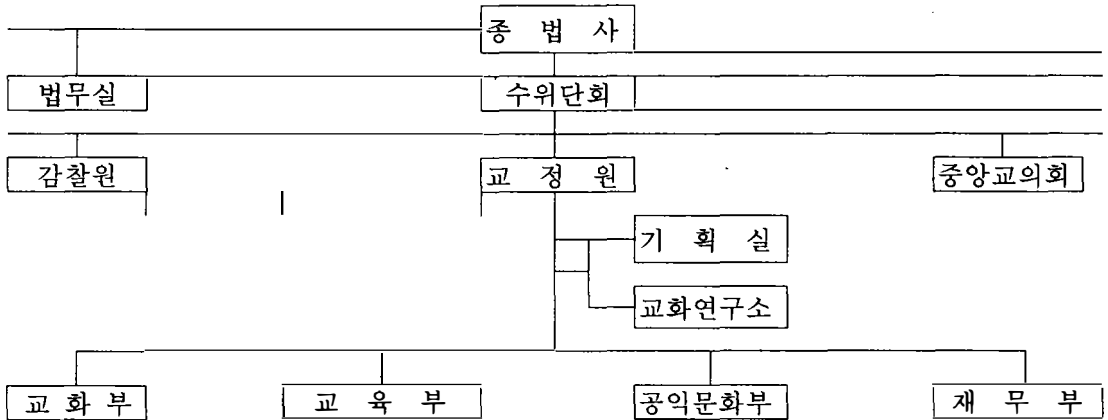 종 법 사
법무실 수위단회
감찰원 교 정 원 중앙교의회
기 획 실
교화연구소
교 화 부 교 육 부 공익문화부 재 무 부